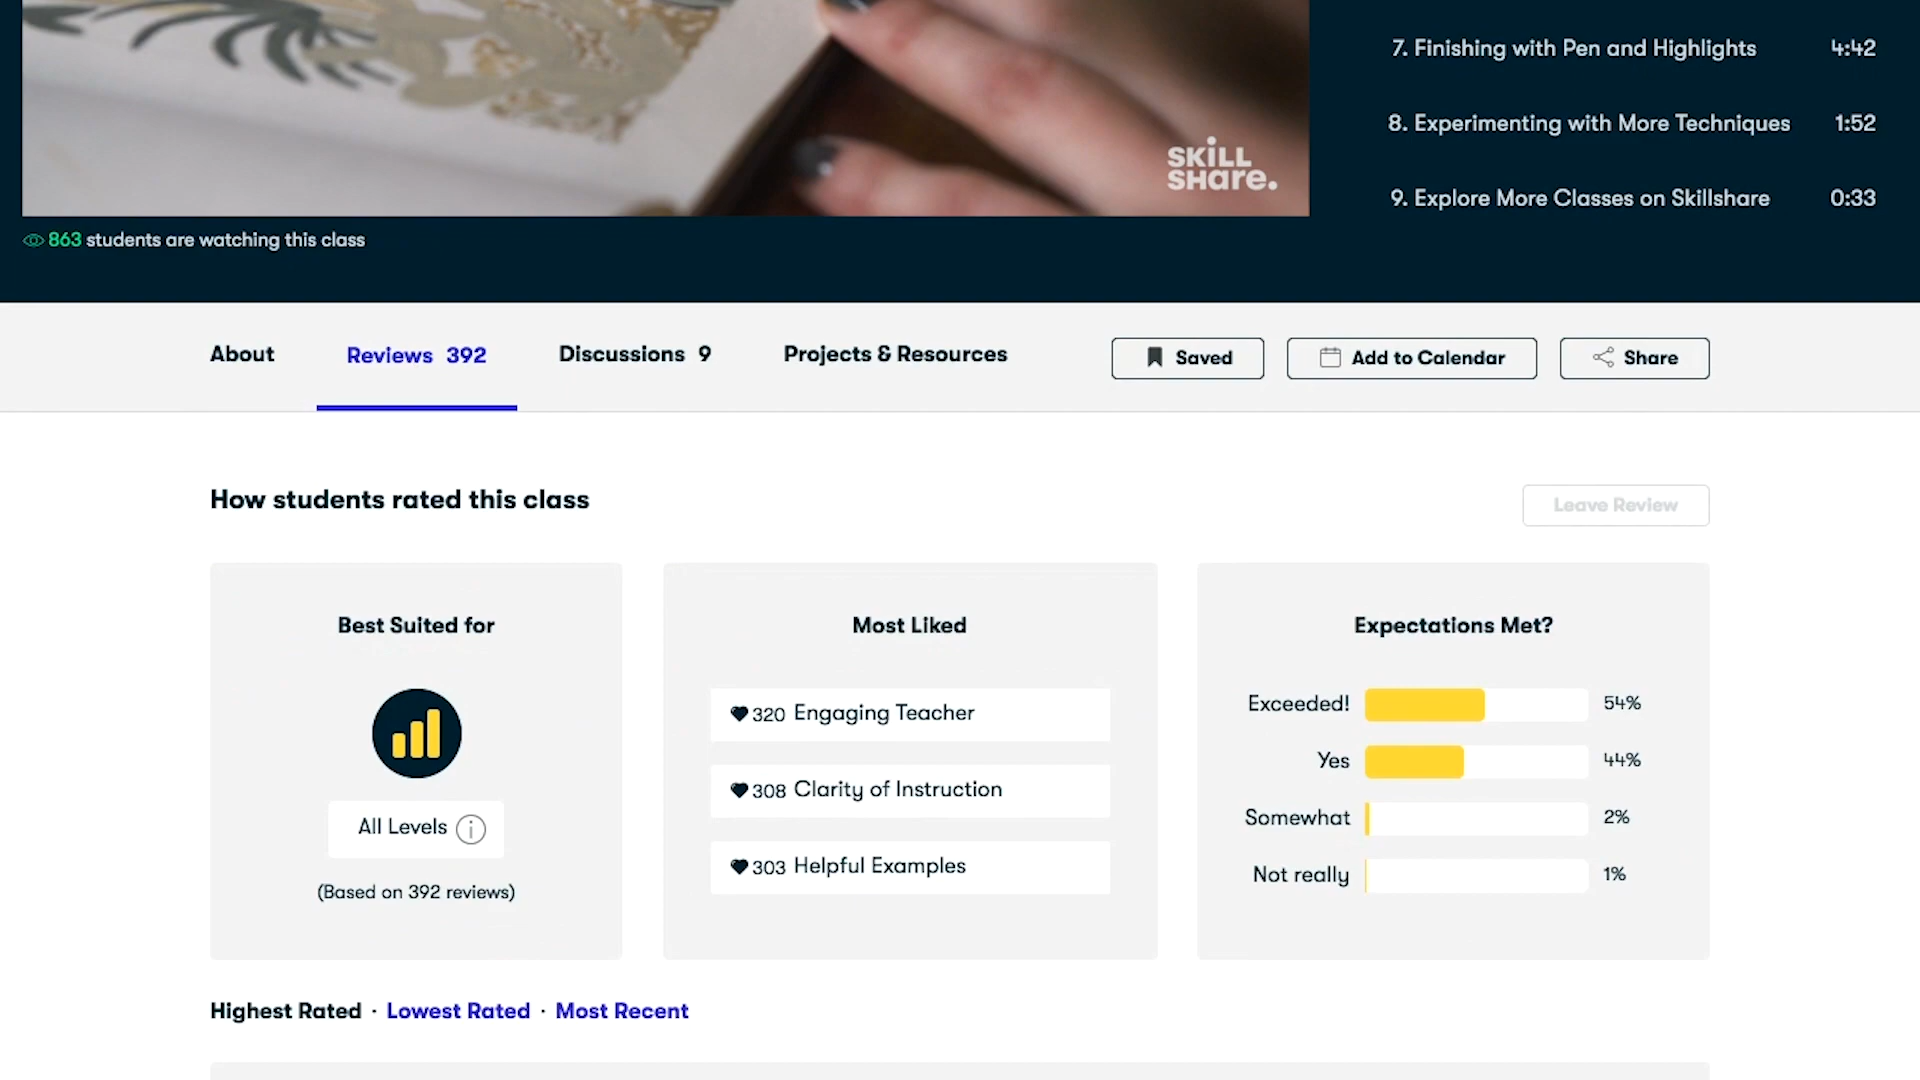 7. Finishing with Pen and Highlights 4:42
8. Experimenting with More Techniques 1:52
SKILL
SHare.
9. Explore More Classes on Skillshare 0:33
863 students are watching this class
About Reviews 392 Discussions 9 Projects & Resources Saved Add to Calendar Share
How students rated this class
Leave Review
Best Suited for
All Levels
(Based on 392 reviews)
Most Liked
320 Engaging Teacher
308 Clarity of Instruction
303 Helpful Examples
Expectations Met?
Exceeded! 54%
Yes 44%
Somewhat 2%
Not really 1%
Highest Rated · Lowest Rated · Most Recent